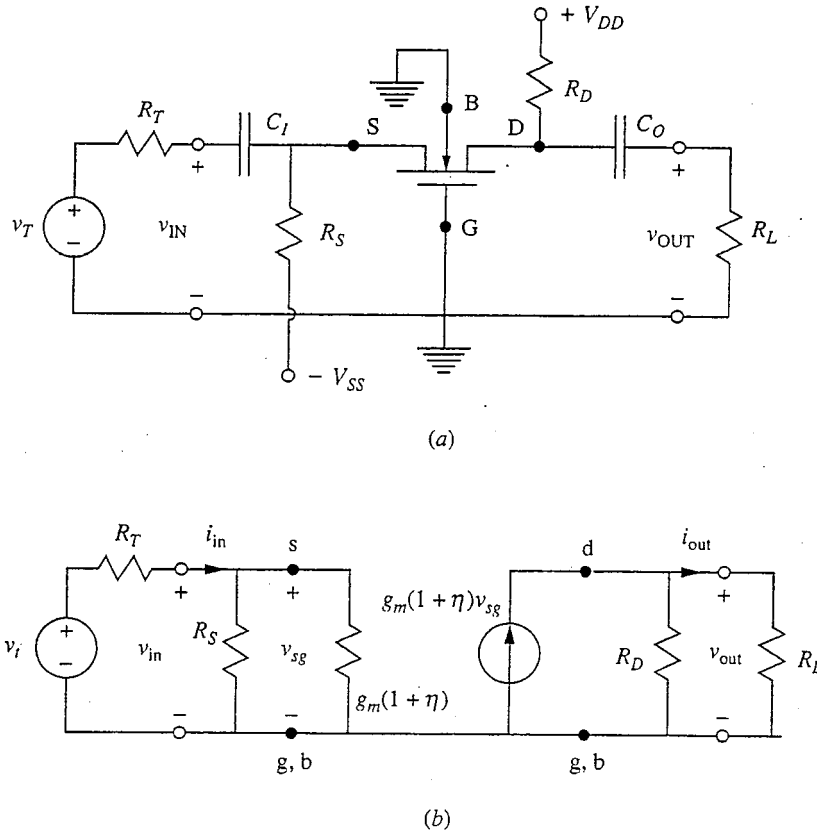 + V_DD
R_D
B
R_T
C_I
S
D
C_O
+
+
+
−
v_T
v_IN
R_S
G
v_OUT
R_L
−
−
− V_SS
(a)
R_T
i_in
s
d
i_out
+
+
g_m(1 + η)v_sg
+
+
−
v_t
v_in
R_S
v_sg
R_D
v_out
g_m(1 + η)
−
−
−
g, b
g, b
(b)